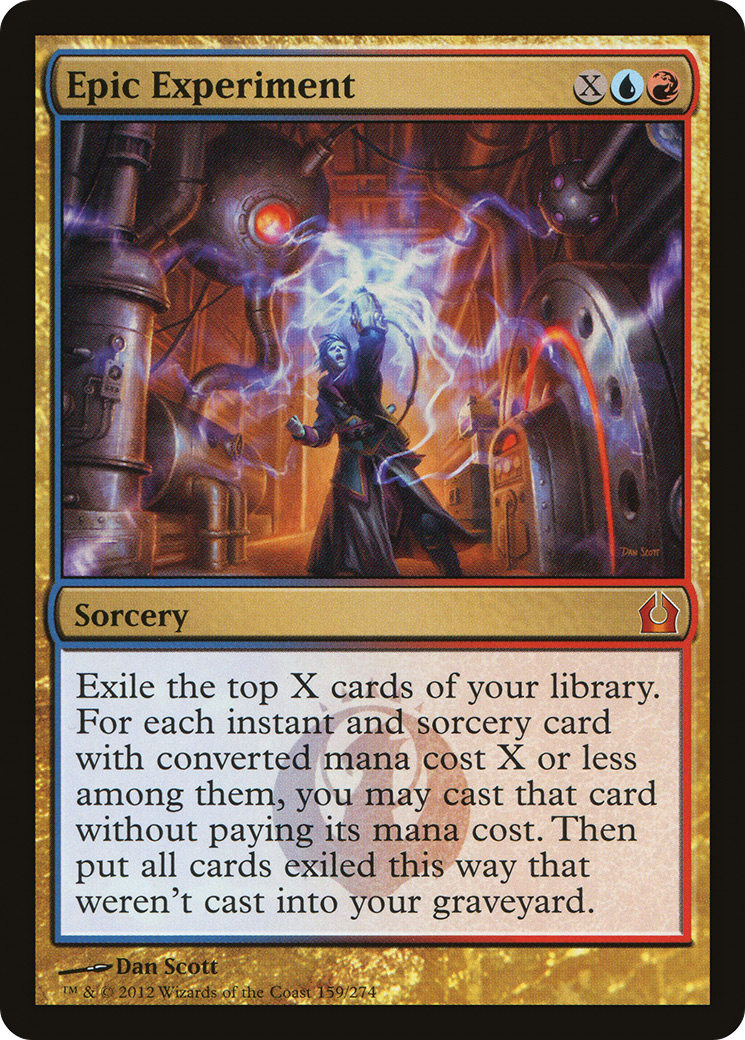 Epic Experiment X
Dan Scott
Sorcery
Exile the top X cards of your library.
For each instant and sorcery card
with converted mana cost X or less
among them, you may cast that card
without paying its mana cost. Then
put all cards exiled this way that
weren't cast into your graveyard.
Dan Scott
™ & © 2012 Wizards of the Coast 159/274